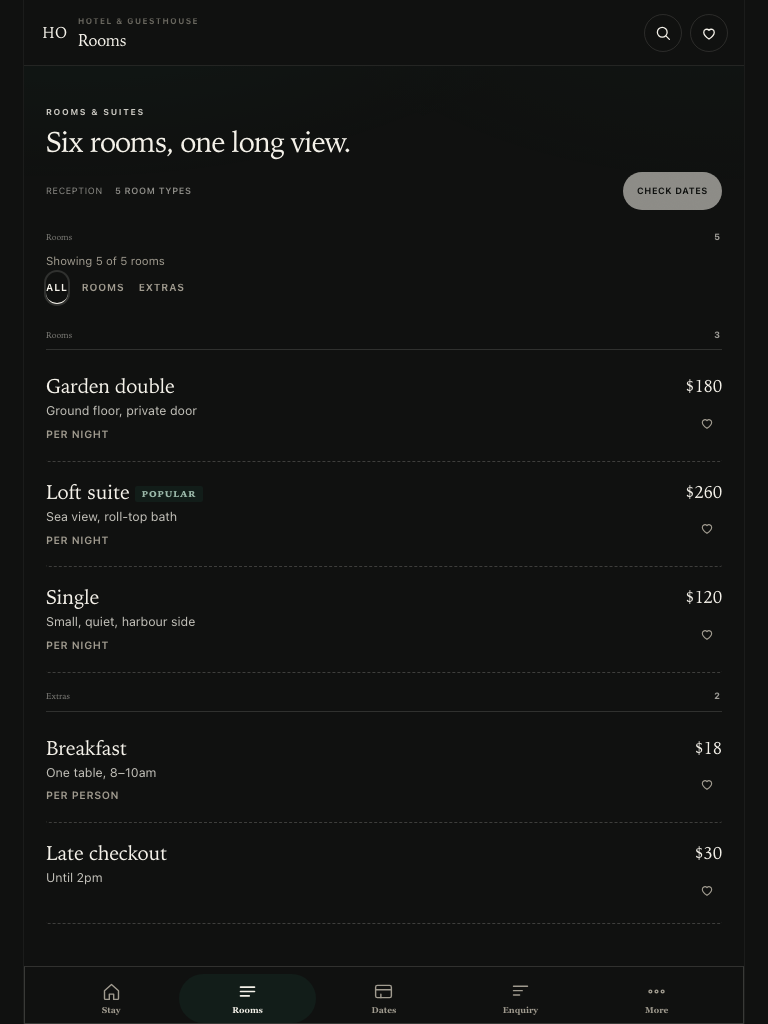 HO
HOTEL & GUESTHOUSE
Rooms
ROOMS & SUITES
Six rooms, one long view.
RECEPTION 5 ROOM TYPES
CHECK DATES
Rooms 5
Showing 5 of 5 rooms
ALL ROOMS EXTRAS
Rooms 3
Garden double $180
Ground floor, private door
PER NIGHT
Loft suite POPULAR $260
Sea view, roll-top bath
PER NIGHT
Single $120
Small, quiet, harbour side
PER NIGHT
Extras 2
Breakfast $18
One table, 8–10am
PER PERSON
Late checkout $30
Until 2pm
Stay Rooms Dates Enquiry More